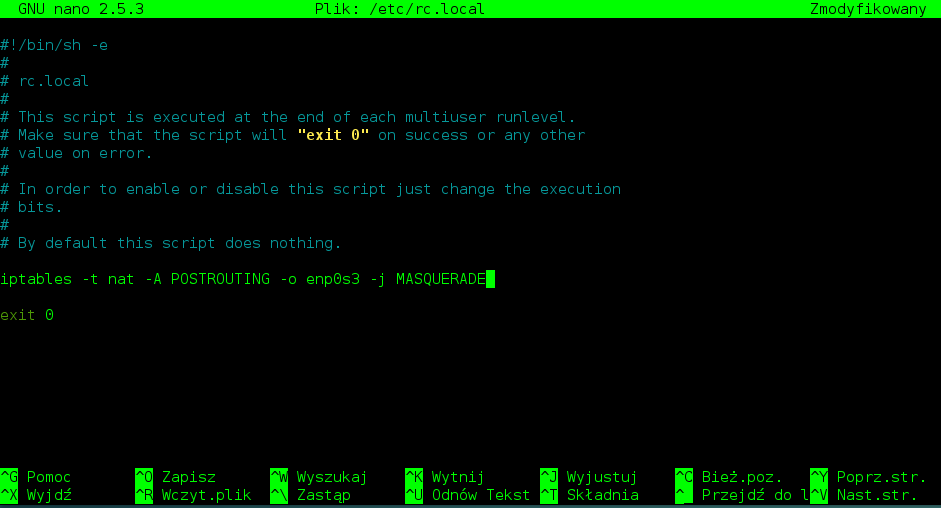 GNU nano 2.5.3 Plik: /etc/rc.local Zmodyfikowany
#!/bin/sh -e
#
# rc.local
#
# This script is executed at the end of each multiuser runlevel.
# Make sure that the script will "exit 0" on success or any other
# value on error.
#
# In order to enable or disable this script just change the execution
# bits.
#
# By default this script does nothing.
iptables -t nat -A POSTROUTING -o enp0s3 -j MASQUERADE
exit 0
^G Pomoc ^O Zapisz ^W Wyszukaj ^K Wytnij ^J Wyjustuj ^C Bież.poz. ^Y Poprz.str.
^X Wyjdź ^R Wczyt.plik ^\ Zastąp ^U Odnów Tekst ^T Składnia ^_ Przejdź do l ^V Nast.str.